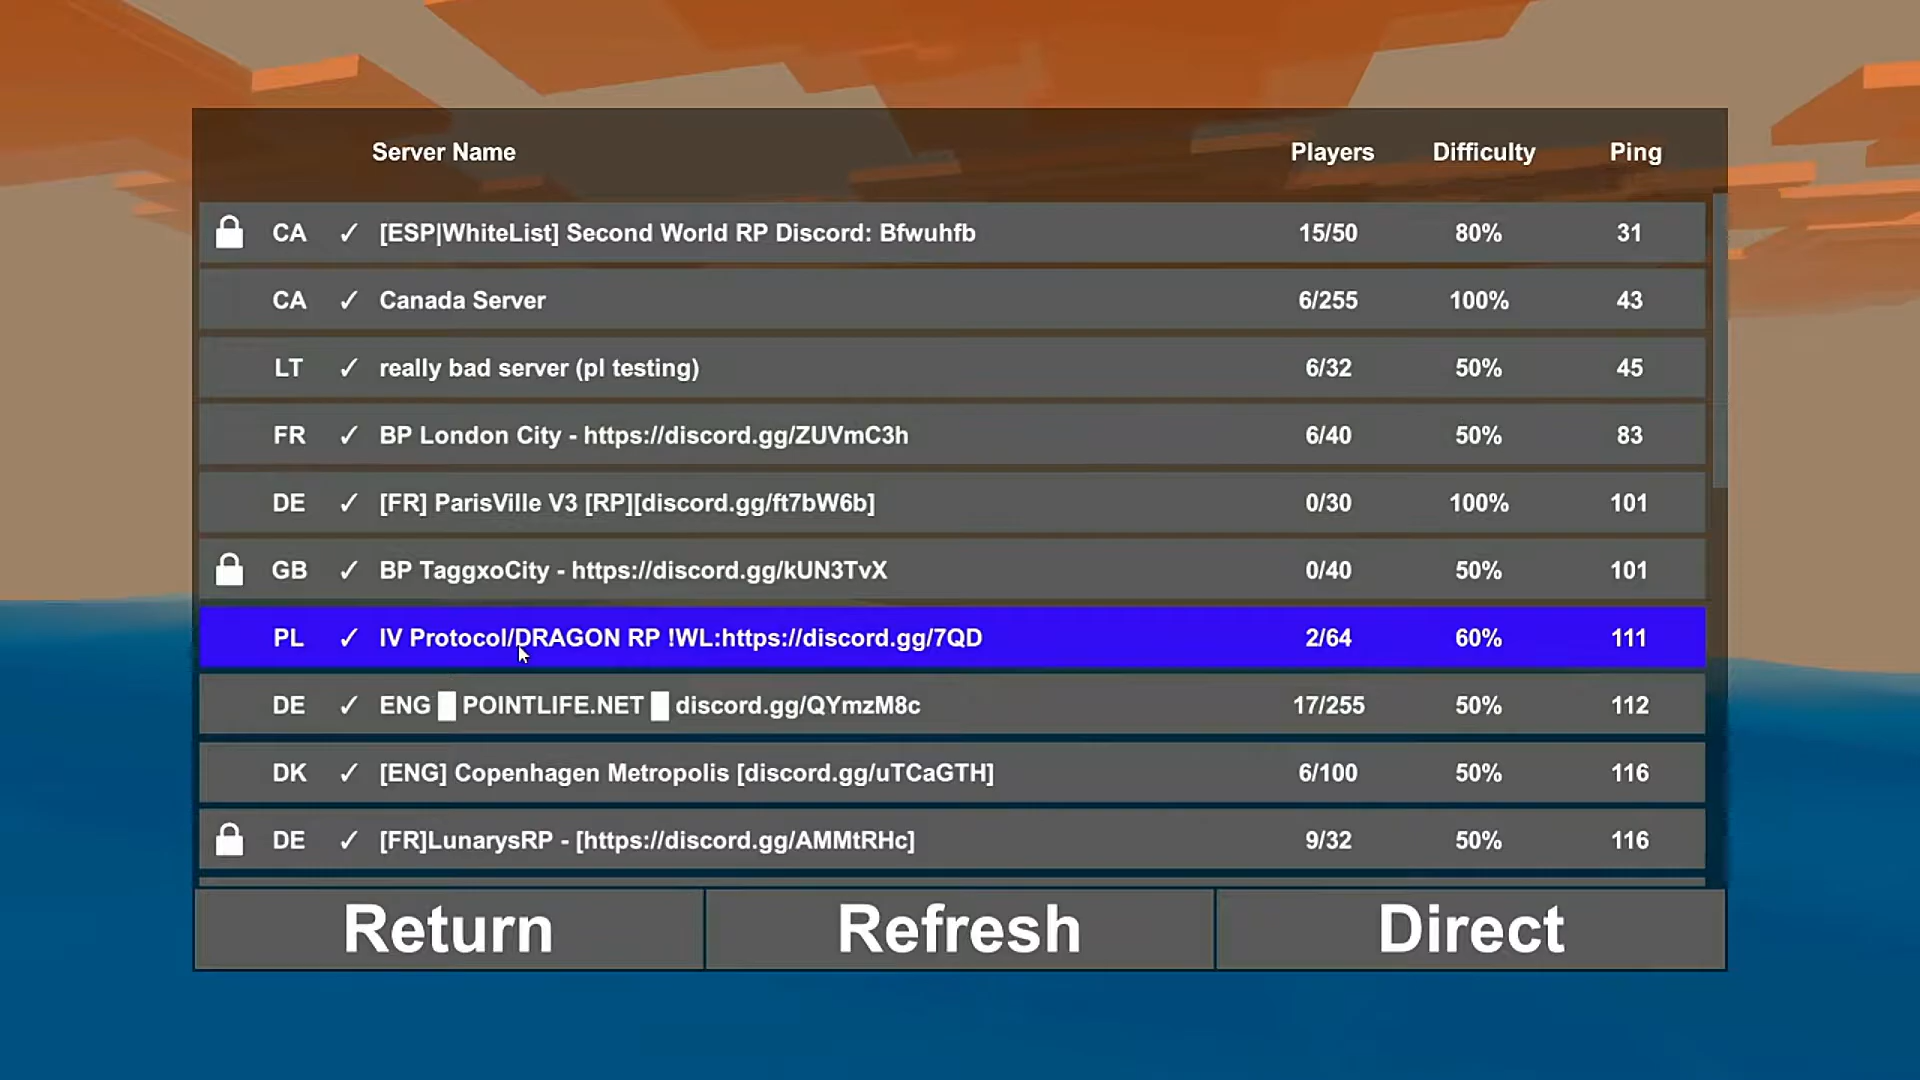 Server Name Players Difficulty Ping
CA ✓ [ESP|WhiteList] Second World RP Discord: Bfwuhfb 15/50 80% 31
CA ✓ Canada Server 6/255 100% 43
LT ✓ really bad server (pl testing) 6/32 50% 45
FR ✓ BP London City - https://discord.gg/ZUVmC3h 6/40 50% 83
DE ✓ [FR] ParisVille V3 [RP][discord.gg/ft7bW6b] 0/30 100% 101
GB ✓ BP TaggxoCity - https://discord.gg/kUN3TvX 0/40 50% 101
PL ✓ IV Protocol/DRAGON RP !WL:https://discord.gg/7QD 2/64 60% 111
DE ✓ ENG █ POINTLIFE.NET █ discord.gg/QYmzM8c 17/255 50% 112
DK ✓ [ENG] Copenhagen Metropolis [discord.gg/uTCaGTH] 6/100 50% 116
DE ✓ [FR]LunarysRP - [https://discord.gg/AMMtRHc] 9/32 50% 116
Return Refresh Direct